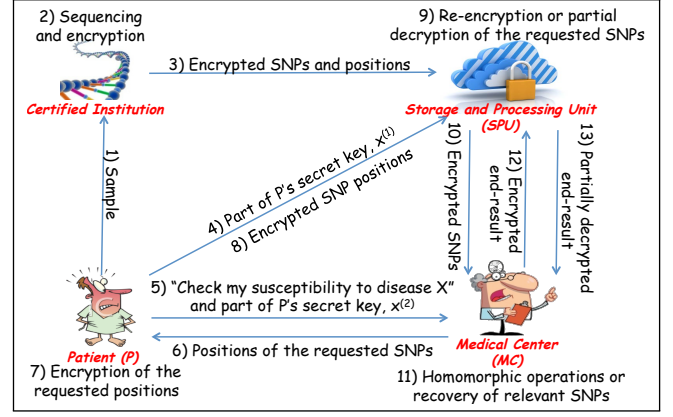 2) Sequencing
and encryption
9) Re-encryption or partial
decryption of the requested SNPs
3) Encrypted SNPs and positions
Certified Institution
Storage and Processing Unit
(SPU)
1) Sample
4) Part of P's secret key, x(1)
8) Encrypted SNP positions
10) Encrypted SNPs
12) Encrypted
end-result
13) Partially decrypted
end-result
5) “Check my susceptibility to disease X”
and part of P's secret key, x(2)
6) Positions of the requested SNPs
Patient (P)
Medical Center
(MC)
7) Encryption of the
requested positions
11) Homomorphic operations or
recovery of relevant SNPs